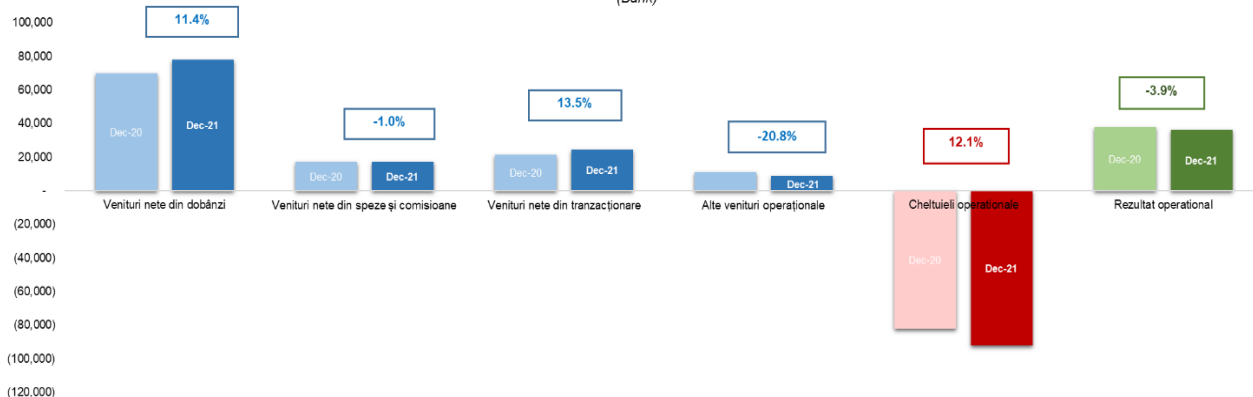 (Bank)
100,000
80,000
60,000
40,000
20,000
-
(20,000)
(40,000)
(60,000)
(80,000)
(100,000)
(120,000)
11.4%
-1.0%
13.5%
-20.8%
12.1%
-3.9%
Dec-20
Dec-21
Dec-20
Dec-21
Dec-20
Dec-21
Dec-21
Dec-20
Dec-21
Dec-20
Dec-21
Venituri nete din dobânzi
Venituri nete din speze și comisioane
Venituri nete din tranzacționare
Alte venituri operaționale
Cheltuieli operationale
Rezultat operational